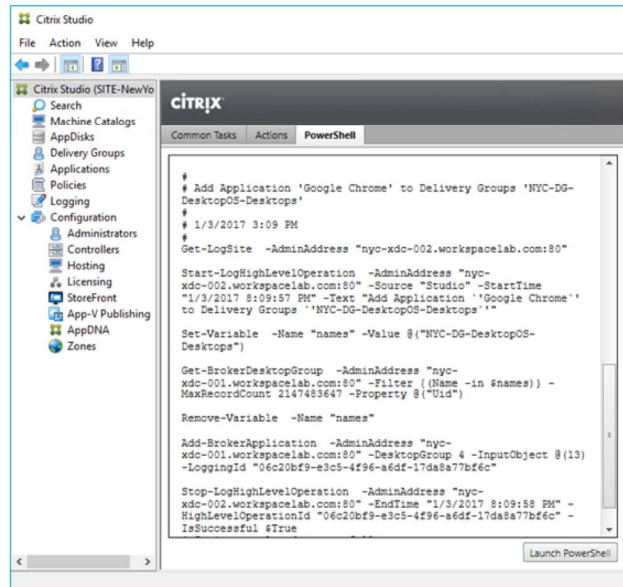 Citrix Studio
File Action View Help
Citrix Studio (SITE-NewYo
Search
Machine Catalogs
AppDisks
Delivery Groups
Applications
Policies
Logging
Configuration
Administrators
Controllers
Hosting
Licensing
StoreFront
App-V Publishing
AppDNA
Zones
CITRIX
Common Tasks Actions PowerShell
#
# Add Application 'Google Chrome' to Delivery Groups 'NYC-DG-
DesktopOS-Desktops'
#
# 1/3/2017 3:09 PM
#
Get-LogSite -AdminAddress "nyc-xdc-002.workspacelab.com:80"
Start-LogHighLevelOperation -AdminAddress "nyc-
xdc-002.workspacelab.com:80" -Source "Studio" -StartTime
"1/3/2017 8:09:57 PM" -Text "Add Application `'Google Chrome`'
to Delivery Groups `'NYC-DG-DesktopOS-Desktops`'"
Set-Variable -Name "names" -Value @("NYC-DG-DesktopOS-
Desktops")
Get-BrokerDesktopGroup -AdminAddress "nyc-
xdc-001.workspacelab.com:80" -Filter {(Name -in $names)} -
MaxRecordCount 2147483647 -Property @("Uid")
Remove-Variable -Name "names"
Add-BrokerApplication -AdminAddress "nyc-
xdc-001.workspacelab.com:80" -DesktopGroup 4 -InputObject @(13)
-LoggingId "06c20bf9-e3c5-4f96-a6df-17da8a77bf6c"
Stop-LogHighLevelOperation -AdminAddress "nyc-
xdc-002.workspacelab.com:80" -EndTime "1/3/2017 8:09:58 PM" -
HighLevelOperationId "06c20bf9-e3c5-4f96-a6df-17da8a77bf6c" -
IsSuccessful $True
Launch PowerShell